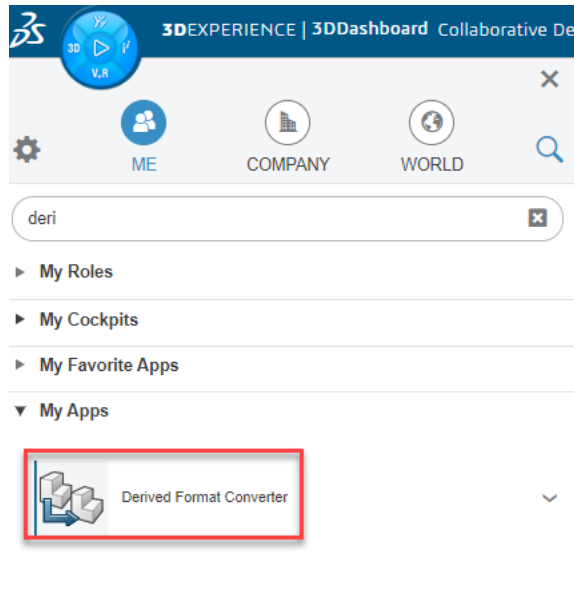 3DEXPERIENCE | 3DDashboard Collaborative De
3D
V.R
ME COMPANY WORLD
deri
My Roles
My Cockpits
My Favorite Apps
My Apps
Derived Format Converter